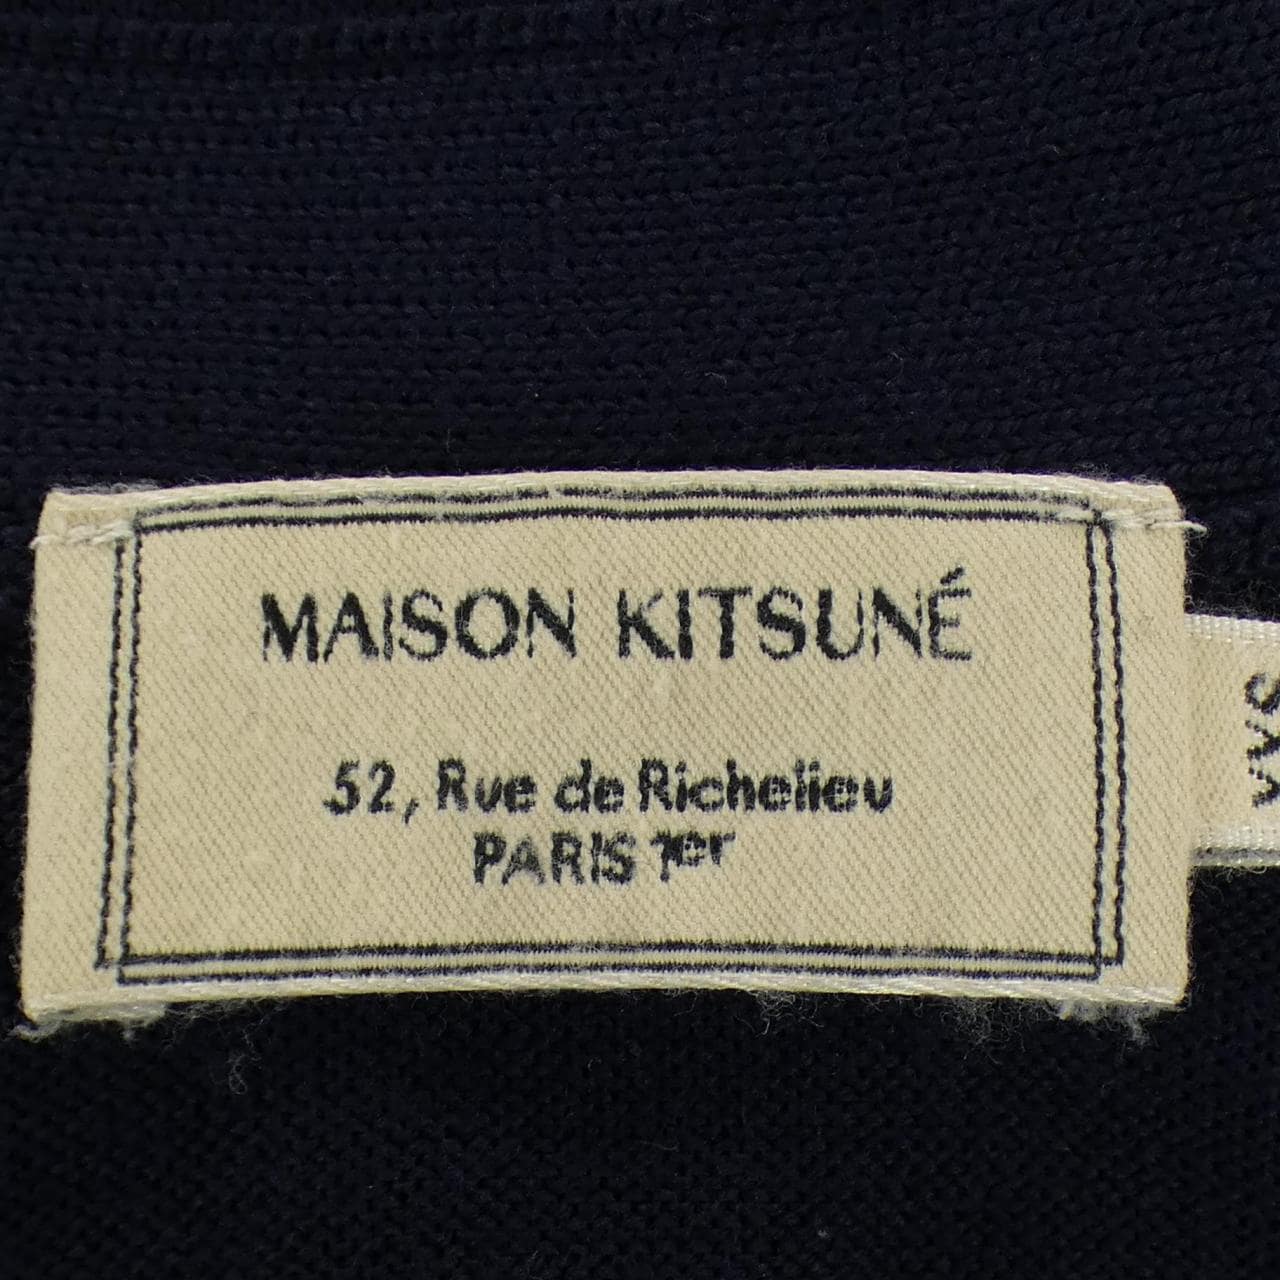 MAISON KITSUNÉ
52, Rue de Richelieu
PARIS 1er